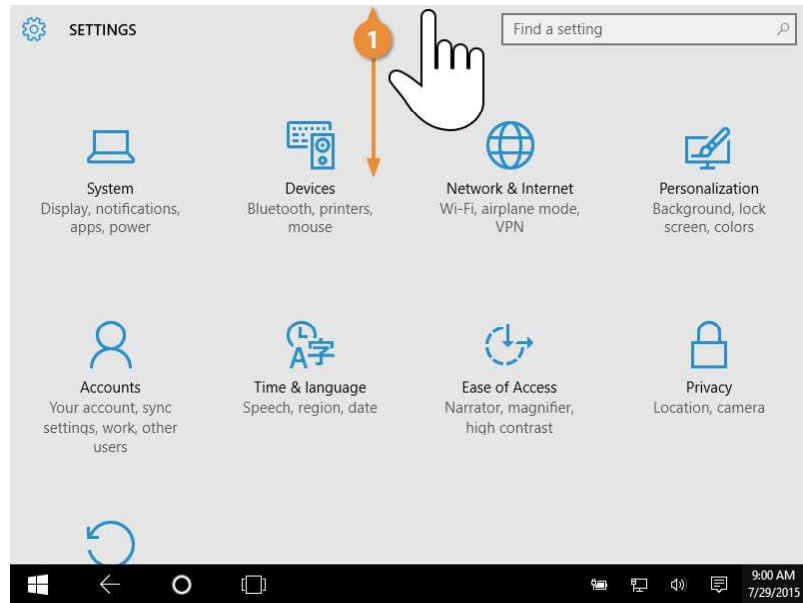 SETTINGS
1
Find a setting
System
Display, notifications,
apps, power
Devices
Bluetooth, printers,
mouse
Network & Internet
Wi-Fi, airplane mode,
VPN
Personalization
Background, lock
screen, colors
Accounts
Your account, sync
settings, work, other
users
Time & language
Speech, region, date
A字
Ease of Access
Narrator, magnifier,
high contrast
Privacy
Location, camera
9:00 AM
7/29/2015